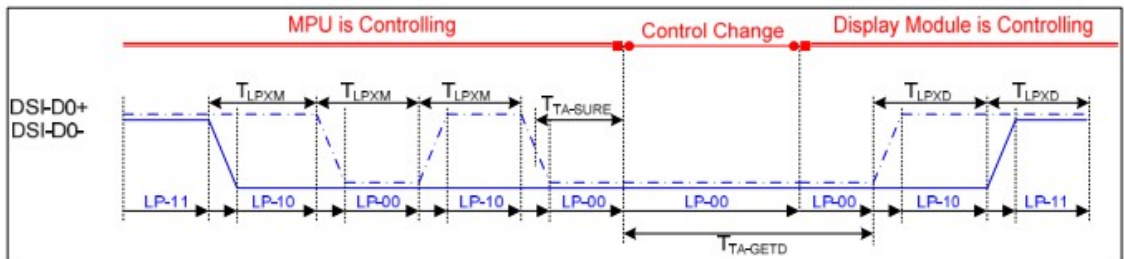 MPU is Controlling
Control Change
Display Module is Controlling
TLPXM
TLPXM
TLPXM
TTA-SURE
TLPXD
TLPXD
DSI-D0+
DSI-D0-
LP-11
LP-10
LP-00
LP-10
LP-00
LP-00
LP-00
LP-10
LP-11
TTA-GETD